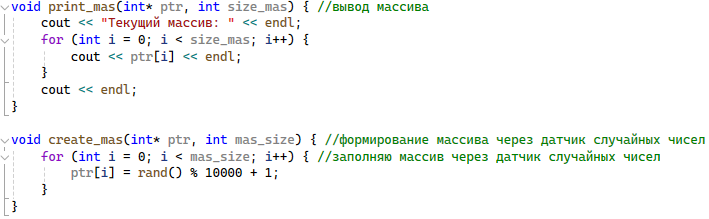 void print_mas(int* ptr, int size_mas) { //вывод массива
    cout << "Текущий массив: " << endl;
    for (int i = 0; i < size_mas; i++) {
        cout << ptr[i] << endl;
    }
    cout << endl;
}

void create_mas(int* ptr, int mas_size) { //формирование массива через датчик случайных чисел
    for (int i = 0; i < mas_size; i++) { //заполняю массив через датчик случайных чисел
        ptr[i] = rand() % 10000 + 1;
    }
}